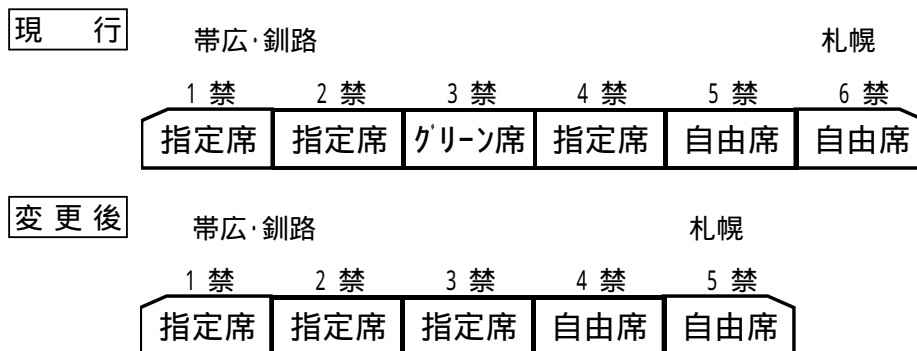 現 行
帯広・釧路 札幌
1 禁 2 禁 3 禁 4 禁 5 禁 6 禁
指定席 指定席 グリーン席 指定席 自由席 自由席
変 更 後
帯広・釧路 札幌
1 禁 2 禁 3 禁 4 禁 5 禁
指定席 指定席 指定席 自由席 自由席